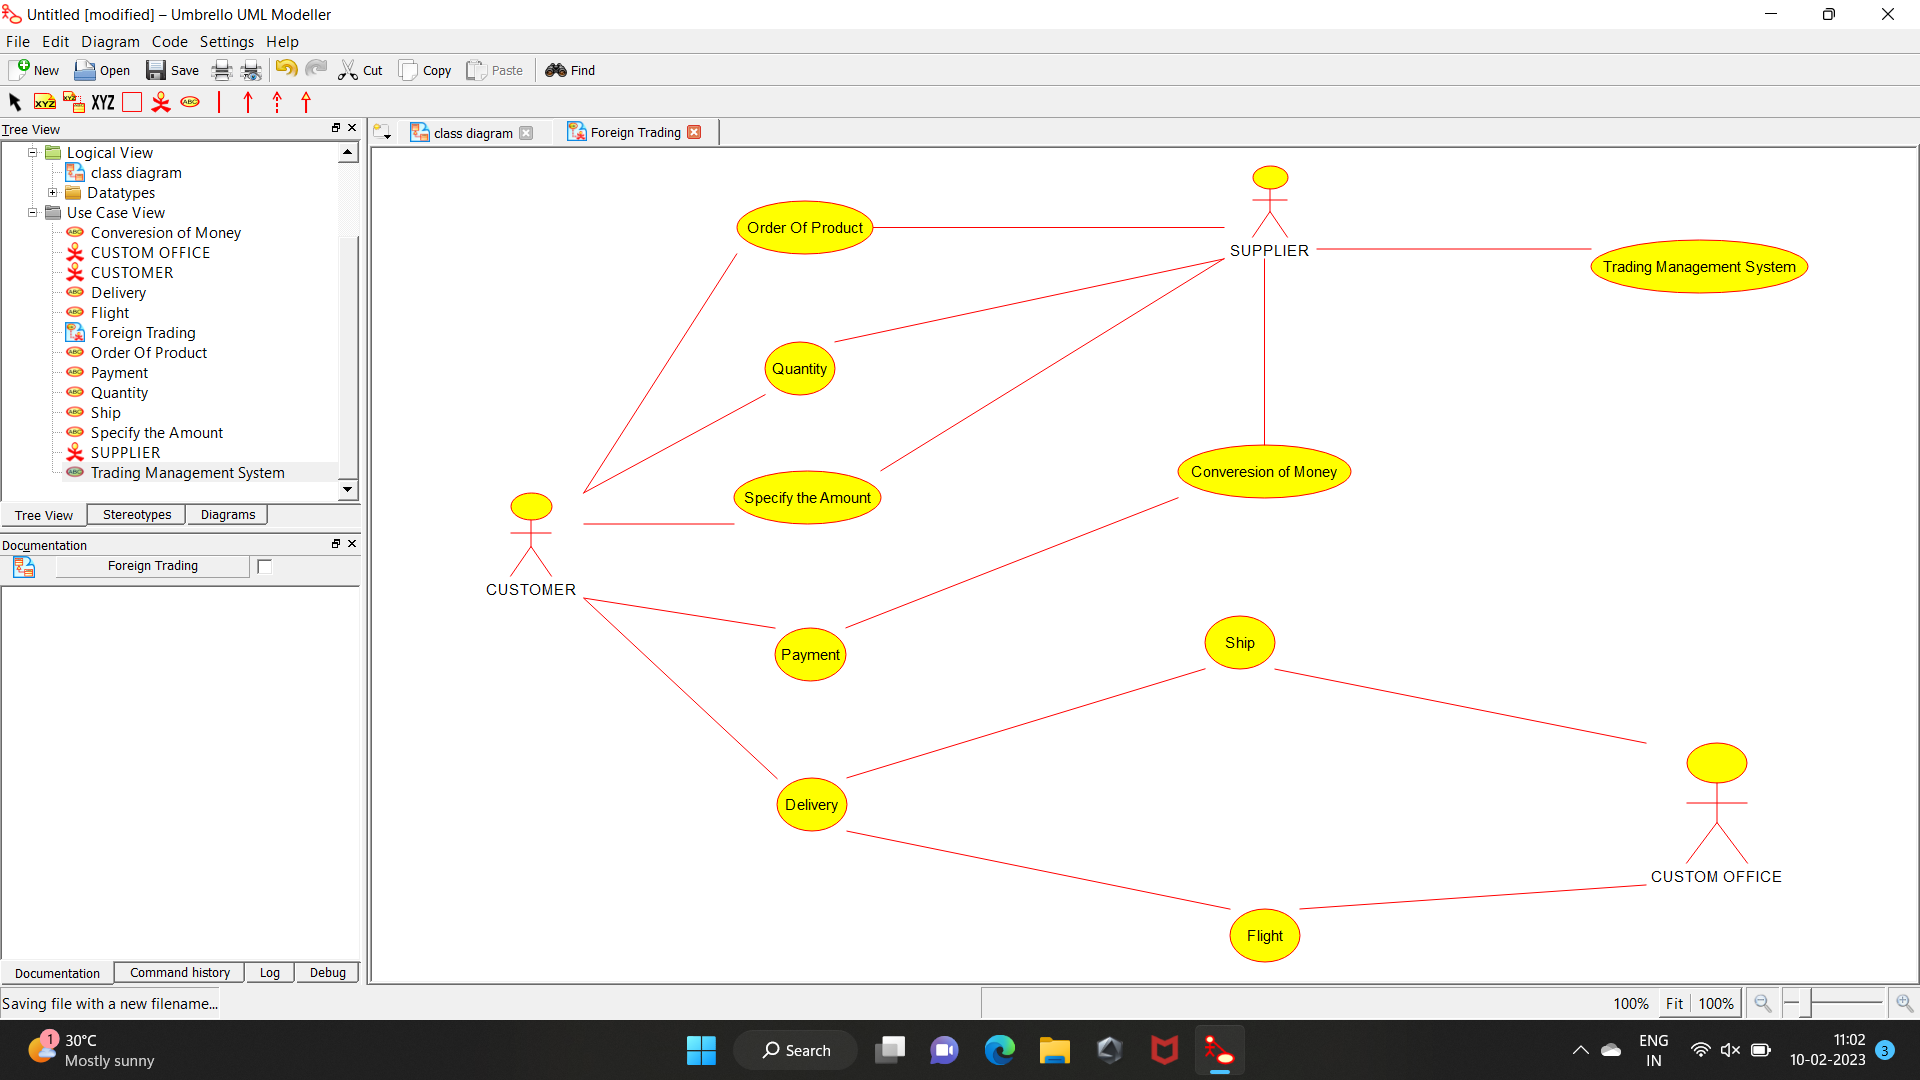 Untitled [modified] – Umbrello UML Modeller
File Edit Diagram Code Settings Help
New Open Save Cut Copy Paste Find
XYZ XYZ XYZ ABC
Tree View
class diagram Foreign Trading
Logical View
class diagram
Datatypes
Use Case View
Converesion of Money
CUSTOM OFFICE
CUSTOMER
Delivery
Flight
Foreign Trading
Order Of Product
Payment
Quantity
Ship
Specify the Amount
SUPPLIER
Trading Management System
Tree View Stereotypes Diagrams
Documentation
Foreign Trading
Documentation Command history Log Debug
Order Of Product
SUPPLIER
Trading Management System
Quantity
Converesion of Money
Specify the Amount
CUSTOMER
Payment
Ship
Delivery
CUSTOM OFFICE
Flight
Saving file with a new filename...
100% Fit 100%
1
30°C
Mostly sunny
Search
ENG
IN
11:02
10-02-2023
3